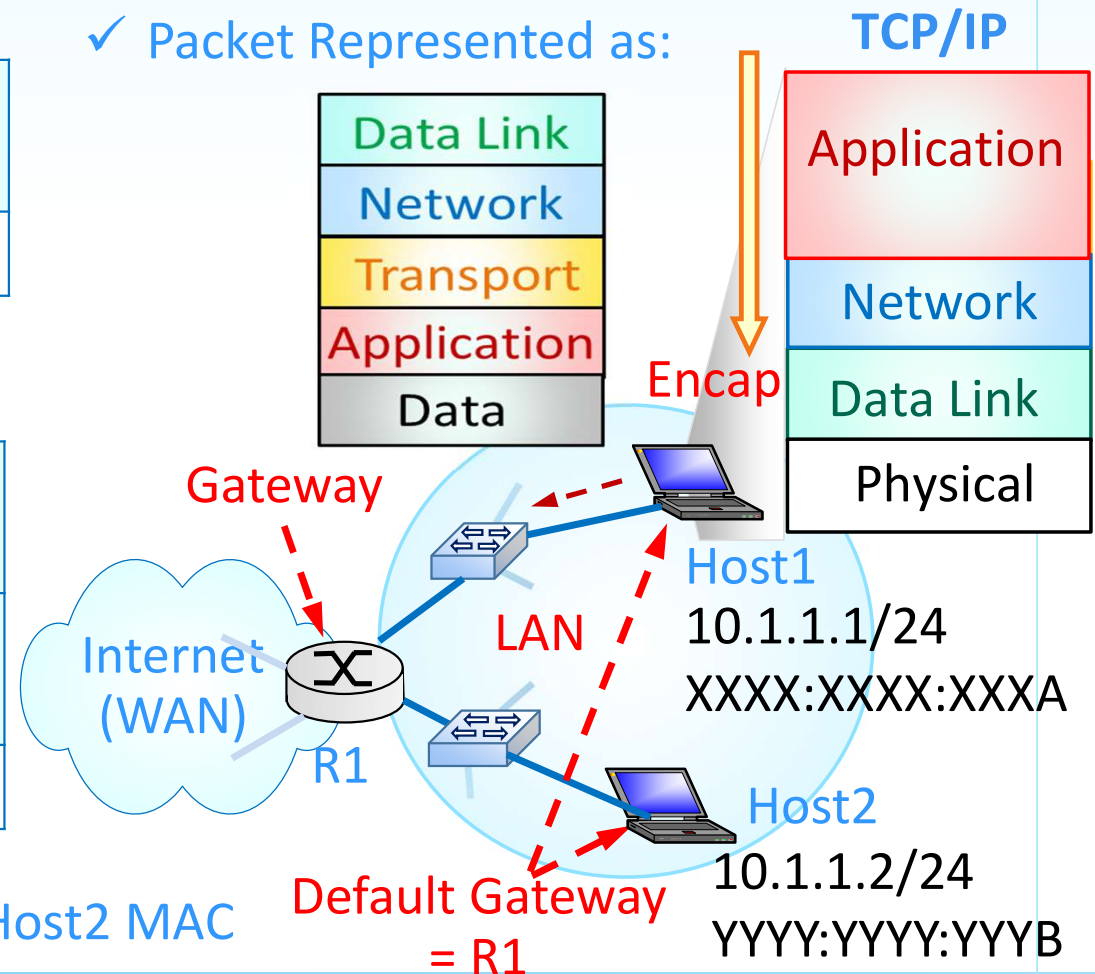 ✓ Packet Represented as:
TCP/IP
Data Link
Network
Transport
Application
Data
Application
Network
Data Link
Physical
Encap
Gateway
Host1
10.1.1.1/24
XXXX:XXXX:XXXA
LAN
Internet
(WAN)
R1
Host2
10.1.1.2/24
YYYY:YYYY:YYYB
Default Gateway
= R1
Host2 MAC